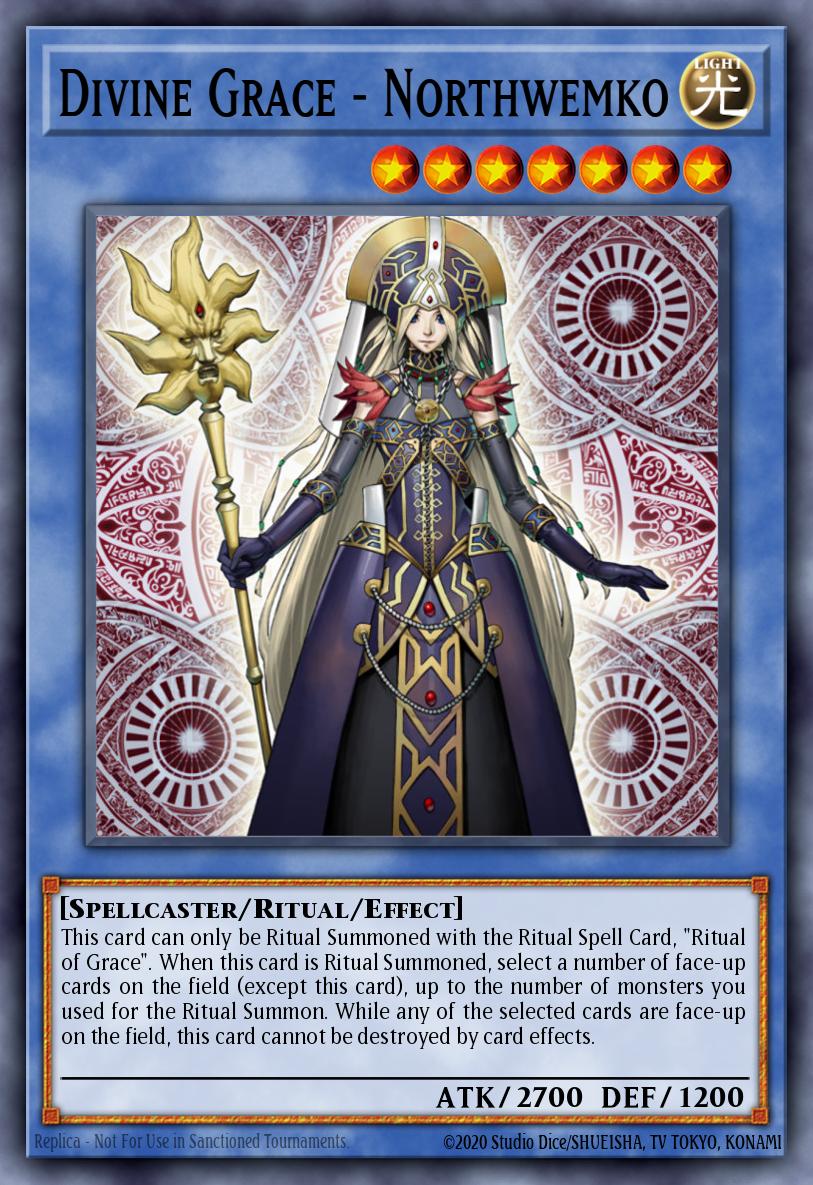 Divine Grace - Northwemko
LIGHT
光
[Spellcaster/Ritual/Effect]
This card can only be Ritual Summoned with the Ritual Spell Card, "Ritual
of Grace". When this card is Ritual Summoned, select a number of face-up
cards on the field (except this card), up to the number of monsters you
used for the Ritual Summon. While any of the selected cards are face-up
on the field, this card cannot be destroyed by card effects.
ATK/2700 DEF/1200
Replica - Not For Use in Sanctioned Tournaments.
©2020 Studio Dice/SHUEISHA, TV TOKYO, KONAMI